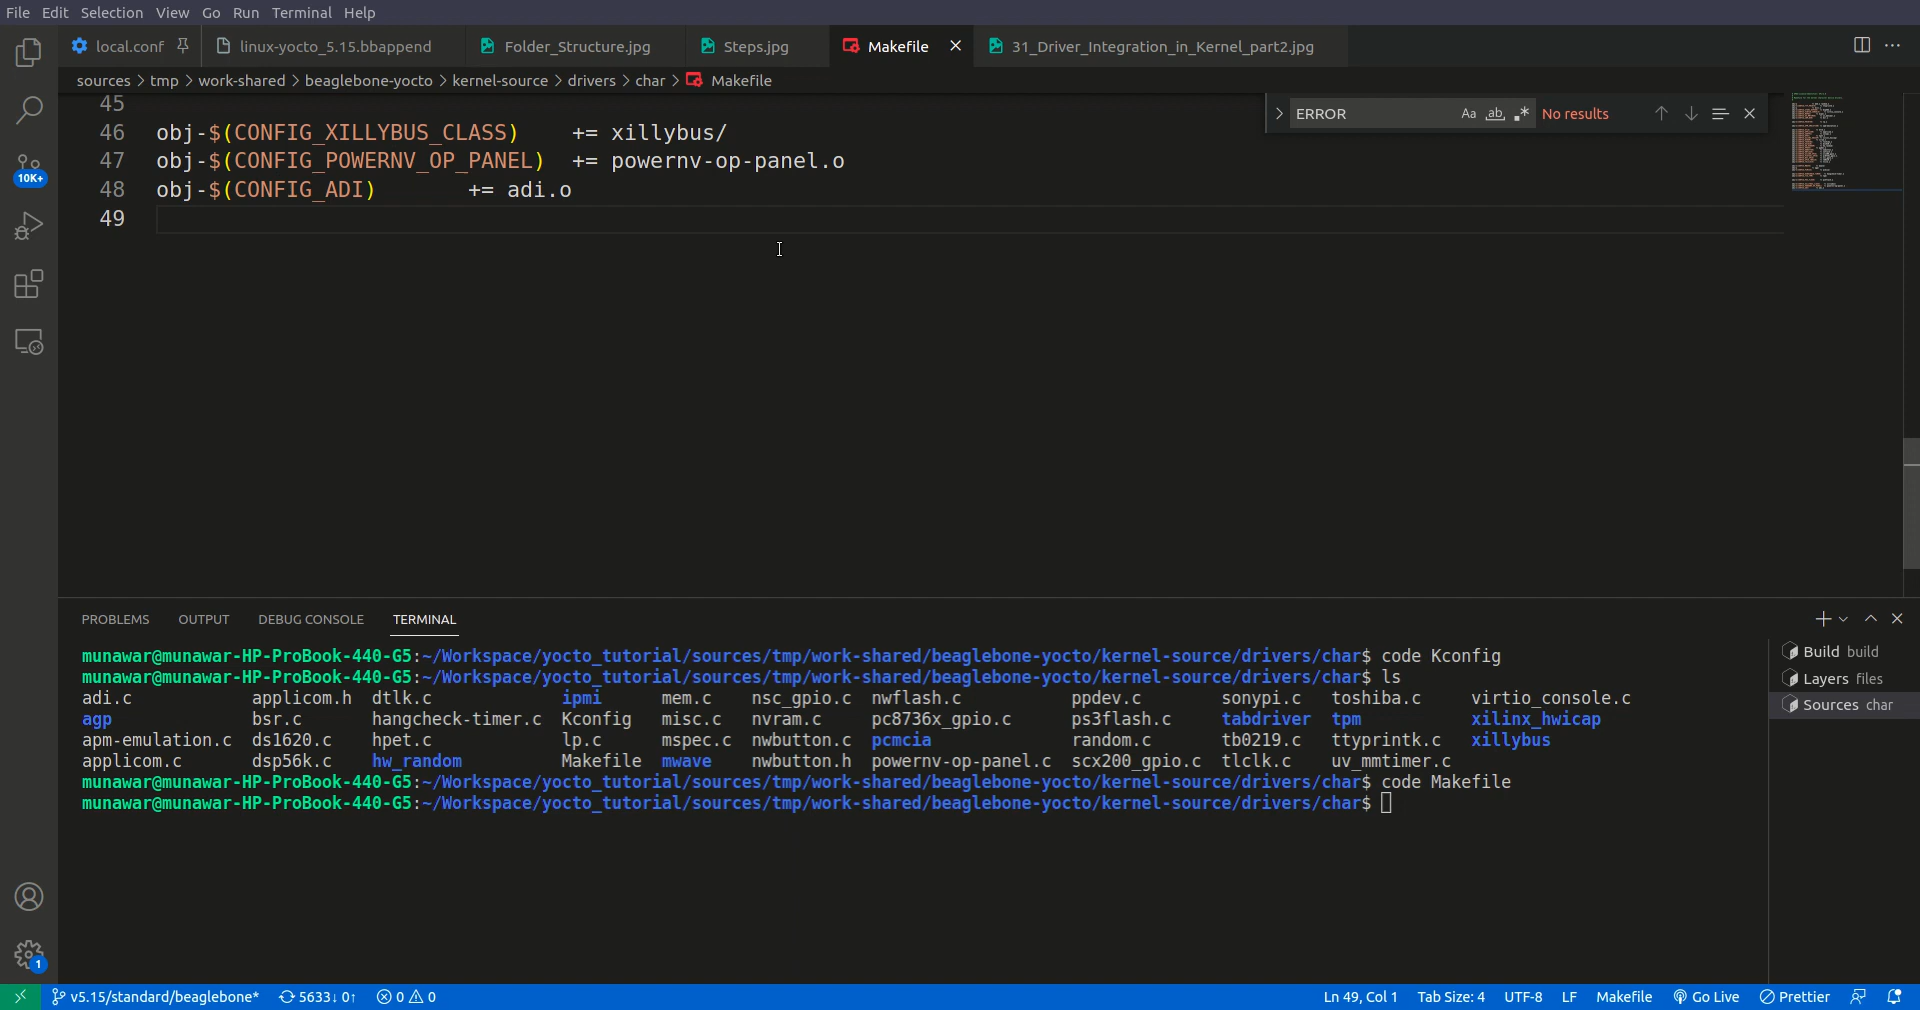 File Edit Selection View Go Run Terminal Help
local.conf linux-yocto_5.15.bbappend Folder_Structure.jpg Steps.jpg Makefile 31_Driver_Integration_in_Kernel_part2.jpg
sources > tmp > work-shared > beaglebone-yocto > kernel-source > drivers > char > Makefile
ERROR Aa ab No results
45
46 obj-$(CONFIG_XILLYBUS_CLASS) += xillybus/
47 obj-$(CONFIG_POWERNV_OP_PANEL) += powernv-op-panel.o
48 obj-$(CONFIG_ADI) += adi.o
49
10K+
PROBLEMS OUTPUT DEBUG CONSOLE TERMINAL
munawar@munawar-HP-ProBook-440-G5:~/Workspace/yocto_tutorial/sources/tmp/work-shared/beaglebone-yocto/kernel-source/drivers/char$ code Kconfig
munawar@munawar-HP-ProBook-440-G5:~/Workspace/yocto_tutorial/sources/tmp/work-shared/beaglebone-yocto/kernel-source/drivers/char$ ls
adi.c applicom.h dtlk.c ipmi mem.c nsc_gpio.c nwflash.c ppdev.c sonypi.c toshiba.c virtio_console.c
agp bsr.c hangcheck-timer.c Kconfig misc.c nvram.c pc8736x_gpio.c ps3flash.c tabdriver tpm xilinx_hwicap
apm-emulation.c ds1620.c hpet.c lp.c mspec.c nwbutton.c pcmcia random.c tb0219.c ttyprintk.c xillybus
applicom.c dsp56k.c hw_random Makefile mwave nwbutton.h powernv-op-panel.c scx200_gpio.c tlclk.c uv_mmtimer.c
munawar@munawar-HP-ProBook-440-G5:~/Workspace/yocto_tutorial/sources/tmp/work-shared/beaglebone-yocto/kernel-source/drivers/char$ code Makefile
munawar@munawar-HP-ProBook-440-G5:~/Workspace/yocto_tutorial/sources/tmp/work-shared/beaglebone-yocto/kernel-source/drivers/char$
Build build
Layers files
Sources char
1
v5.15/standard/beaglebone* 5633↓ 0↑ 0 0 Ln 49, Col 1 Tab Size: 4 UTF-8 LF Makefile Go Live Prettier